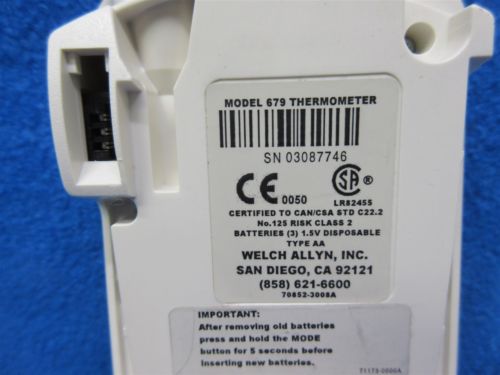 MODEL 679 THERMOMETER
SN 03087746
CE 0050
SA ®
LR82455
CERTIFIED TO CAN/CSA STD C22.2
No.125 RISK CLASS 2
BATTERIES (3) 1.5V DISPOSABLE
TYPE AA
WELCH ALLYN, INC.
SAN DIEGO, CA 92121
(858) 621-6600
70852-3008A
IMPORTANT:
After removing old batteries
press and hold the MODE
button for 5 seconds before
inserting new batteries.
71173-0000A